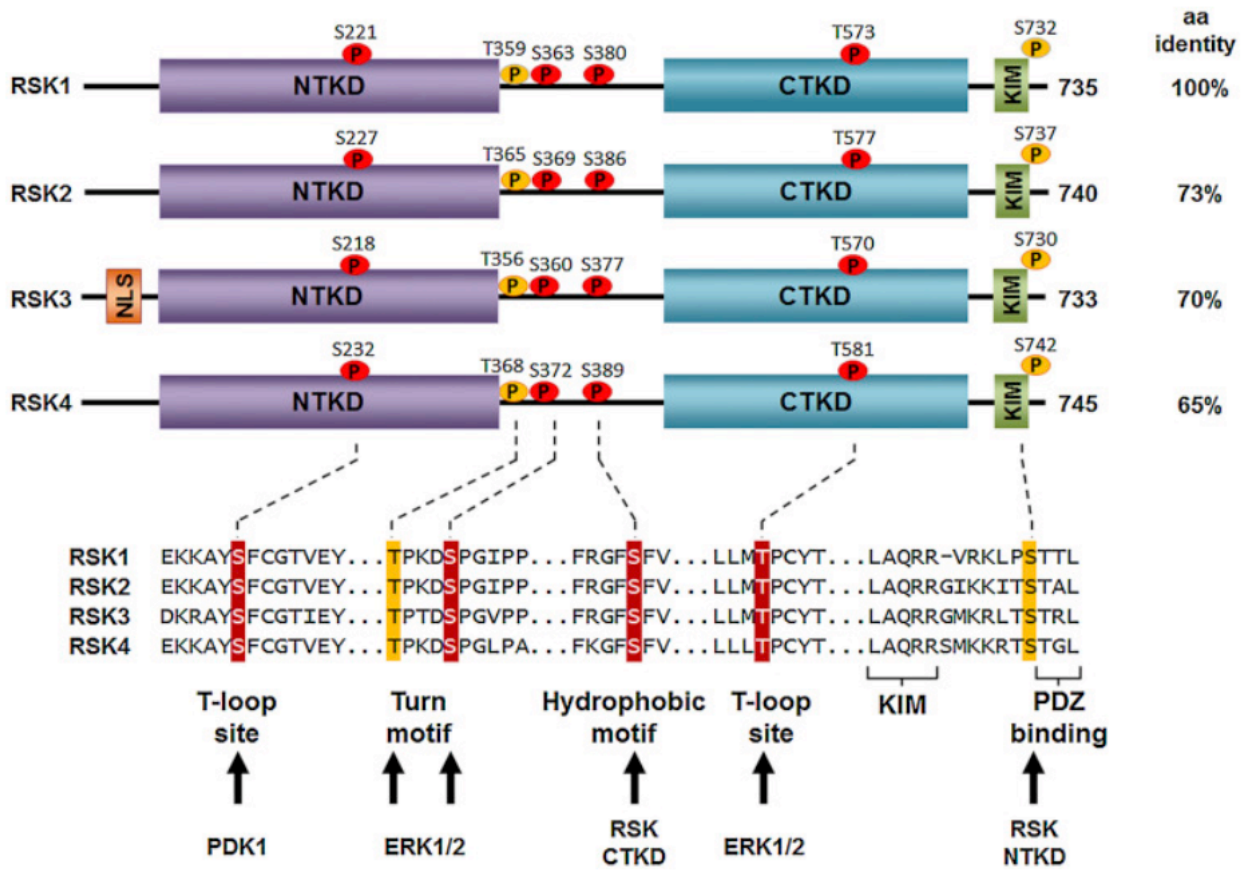 aa
identity
S221 T359 S363 S380 T573 S732
P P P P P P
RSK1 NTKD CTKD KIM 735 100%
S227 T365 S369 S386 T577 S737
P P P P P P
RSK2 NTKD CTKD KIM 740 73%
S218 T356 S360 S377 T570 S730
P P P P P P
RSK3 NLS NTKD CTKD KIM 733 70%
S232 T368 S372 S389 T581 S742
P P P P P P
RSK4 NTKD CTKD KIM 745 65%
RSK1 EKKAYSFCGTVEY...TPKDSPGIPP...FRGFSFV...LLMTPCYT...LAQRR-VRKLPSTTL
RSK2 EKKAYSFCGTVEY...TPKDSPGIPP...FRGFSFV...LLMTPCYT...LAQRRGIKKITSTAL
RSK3 DKRAYSFCGTIEY...TPTDSPGVPP...FRGFSFV...LLMTPCYT...LAQRRGMKRLTSTRL
RSK4 EKKAYSFCGTVEY...TPKDSPGLPA...FKGFSFV...LLLTPCYT...LAQRRSMKKRTSTGL
T-loop Turn Hydrophobic T-loop KIM PDZ
site motif motif site binding
PDK1 ERK1/2 RSK ERK1/2 RSK
CTKD NTKD